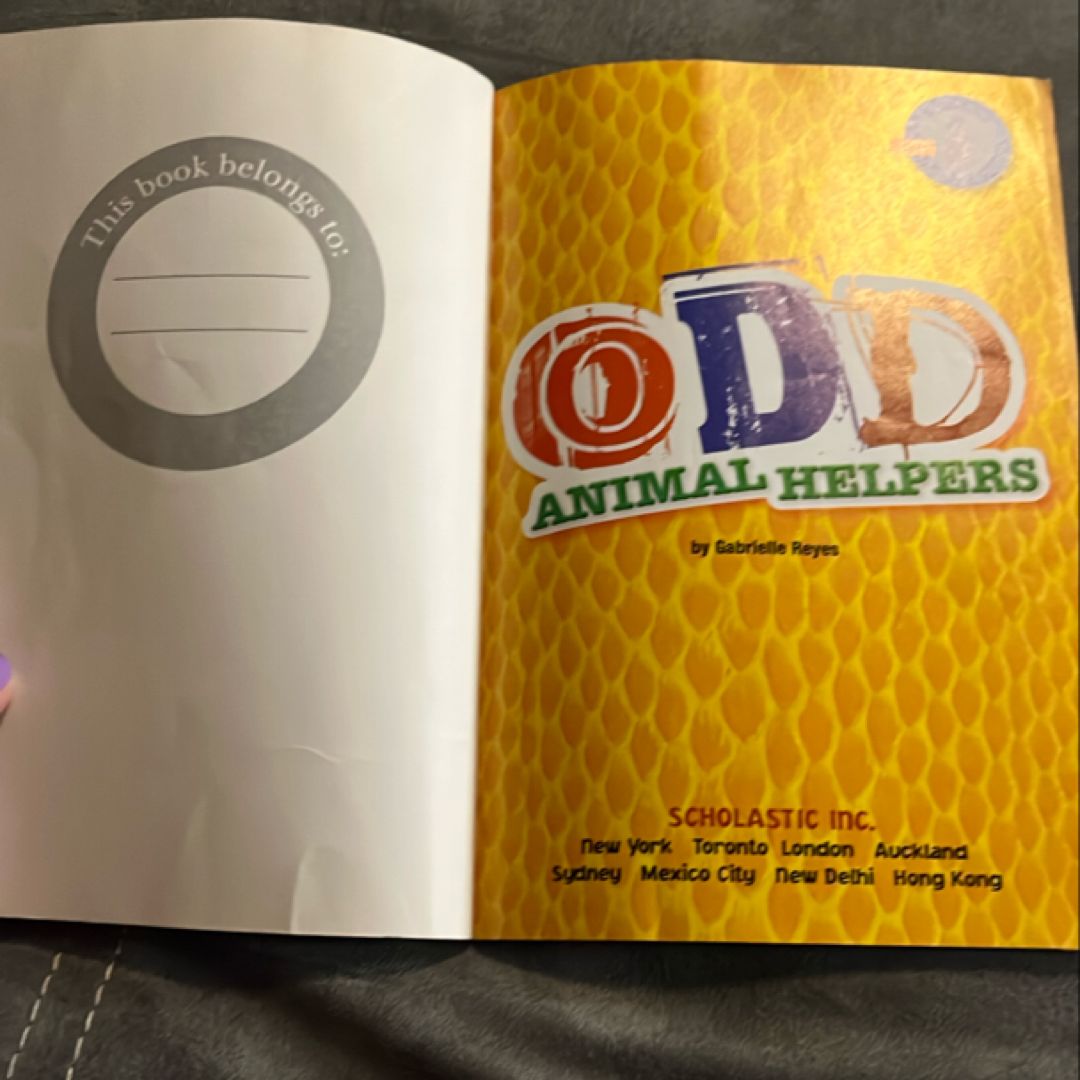 This book belongs to:
ODD
ANIMAL HELPERS
by Gabrielle Reyes
SCHOLASTIC INC.
New York Toronto London Auckland
Sydney Mexico City New Delhi Hong Kong